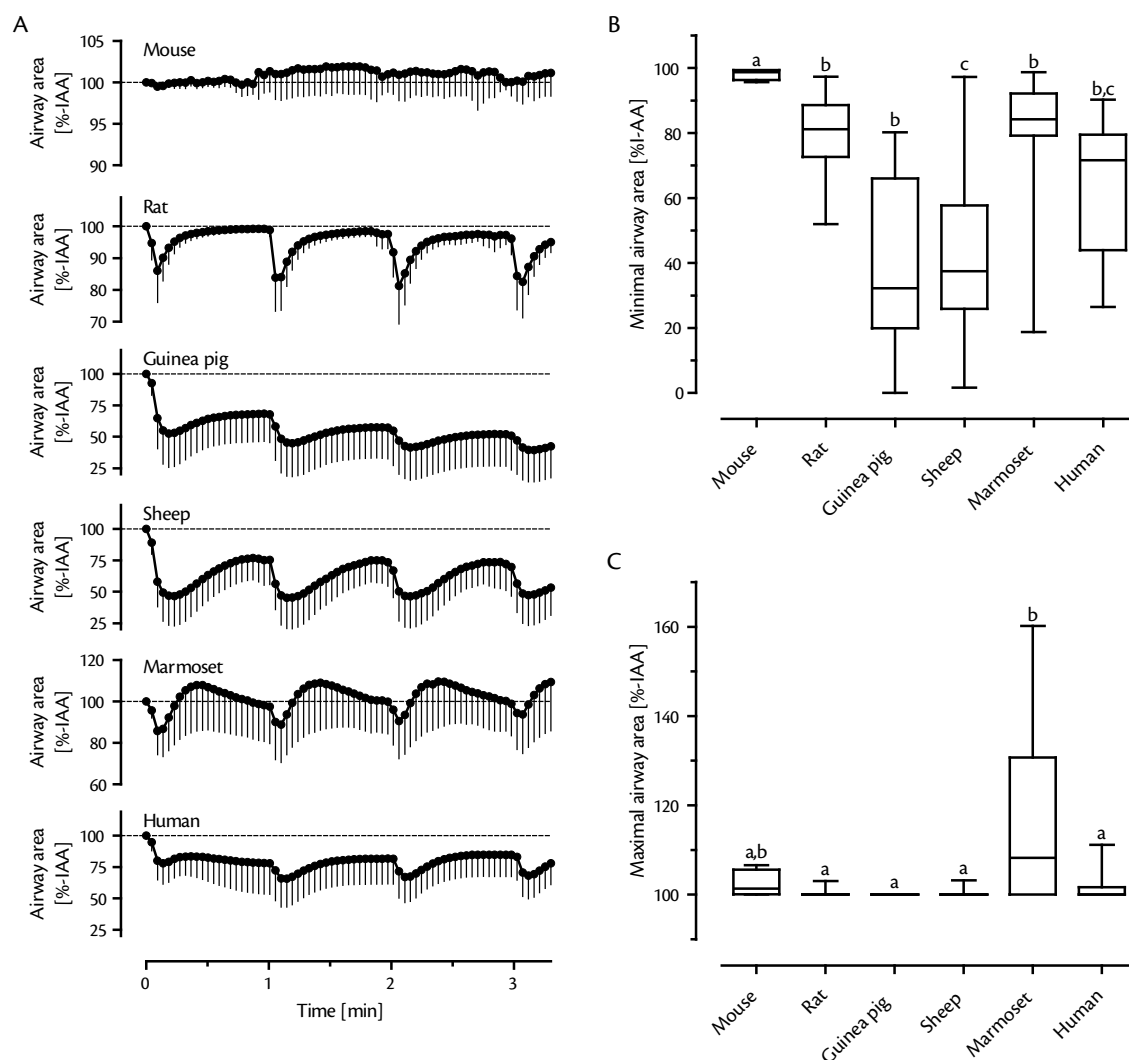 A
Mouse
Airway area
[%-IAA]
105
100
95
90
Rat
Airway area
[%-IAA]
100
90
80
70
Guinea pig
Airway area
[%-IAA]
100
75
50
25
Sheep
Airway area
[%-IAA]
100
75
50
25
Marmoset
Airway area
[%-IAA]
120
100
80
60
Human
Airway area
[%-IAA]
100
75
50
25
0 1 2 3
Time [min]
B
Minimal airway area [%I-AA]
100
80
60
40
20
0
a b b c b b,c
Mouse Rat Guinea pig Sheep Marmoset Human
C
Maximal airway area [%-IAA]
160
140
120
100
a,b a a a b a
Mouse Rat Guinea pig Sheep Marmoset Human